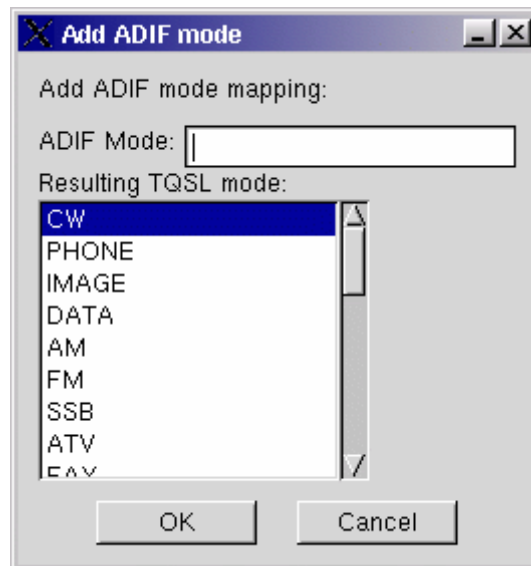 Add ADIF mode
Add ADIF mode mapping:
ADIF Mode:
Resulting TQSL mode:
CW
PHONE
IMAGE
DATA
AM
FM
SSB
ATV
FAX
OK Cancel